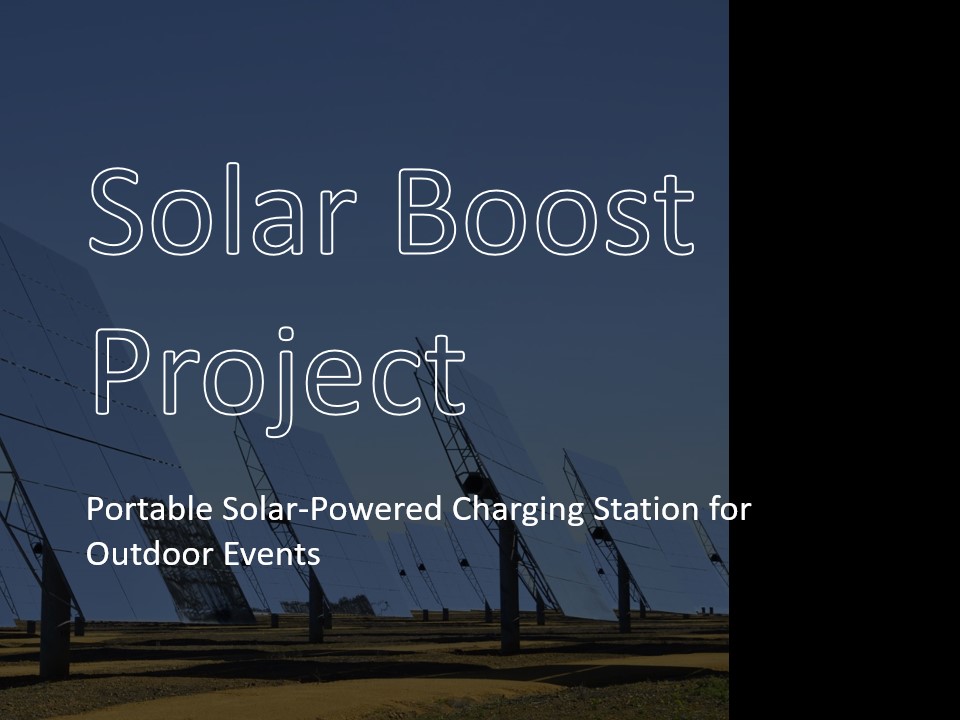 Solar Boost
Project
Portable Solar-Powered Charging Station for
Outdoor Events